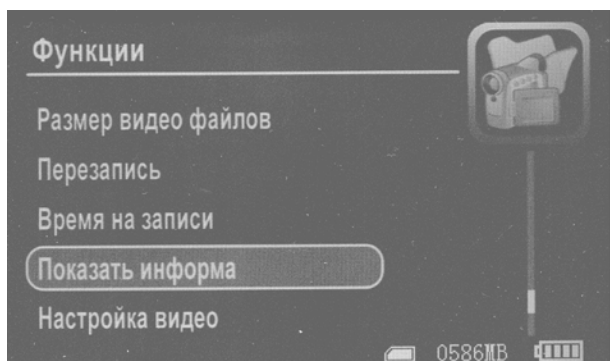 Функции
Размер видео файлов
Перезапись
Время на записи
Показать информа
Настройка видео
0586MB